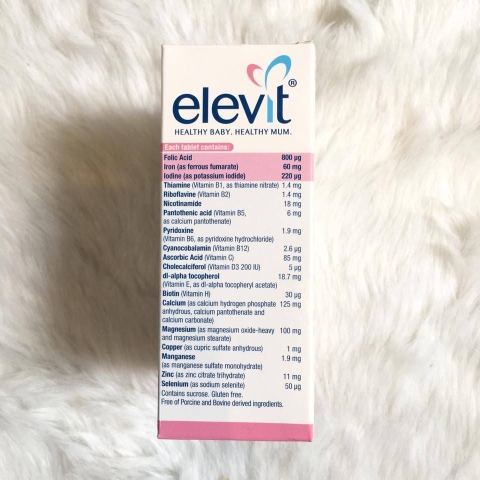 elevit®
HEALTHY BABY. HEALTHY MUM.
Each tablet contains:
Folic Acid 800 µg
Iron (as ferrous fumarate) 60 mg
Iodine (as potassium iodide) 220 µg
Thiamine (Vitamin B1, as thiamine nitrate) 1.4 mg
Riboflavine (Vitamin B2) 1.4 mg
Nicotinamide 18 mg
Pantothenic acid (Vitamin B5, 6 mg
as calcium pantothenate)
Pyridoxine 1.9 mg
(Vitamin B6, as pyridoxine hydrochloride)
Cyanocobalamin (Vitamin B12) 2.6 µg
Ascorbic Acid (Vitamin C) 85 mg
Cholecalciferol (Vitamin D3 200 IU) 5 µg
dl-alpha tocopherol 18.7 mg
(Vitamin E, as dl-alpha tocopheryl acetate)
Biotin (Vitamin H) 30 µg
Calcium (as calcium hydrogen phosphate 125 mg
anhydrous, calcium pantothenate and
calcium carbonate)
Magnesium (as magnesium oxide-heavy 100 mg
and magnesium stearate)
Copper (as cupric sulfate anhydrous) 1 mg
Manganese 1.9 mg
(as manganese sulfate monohydrate)
Zinc (as zinc citrate trihydrate) 11 mg
Selenium (as sodium selenite) 50 µg
Contains sucrose. Gluten free.
Free of Porcine and Bovine derived ingredients.